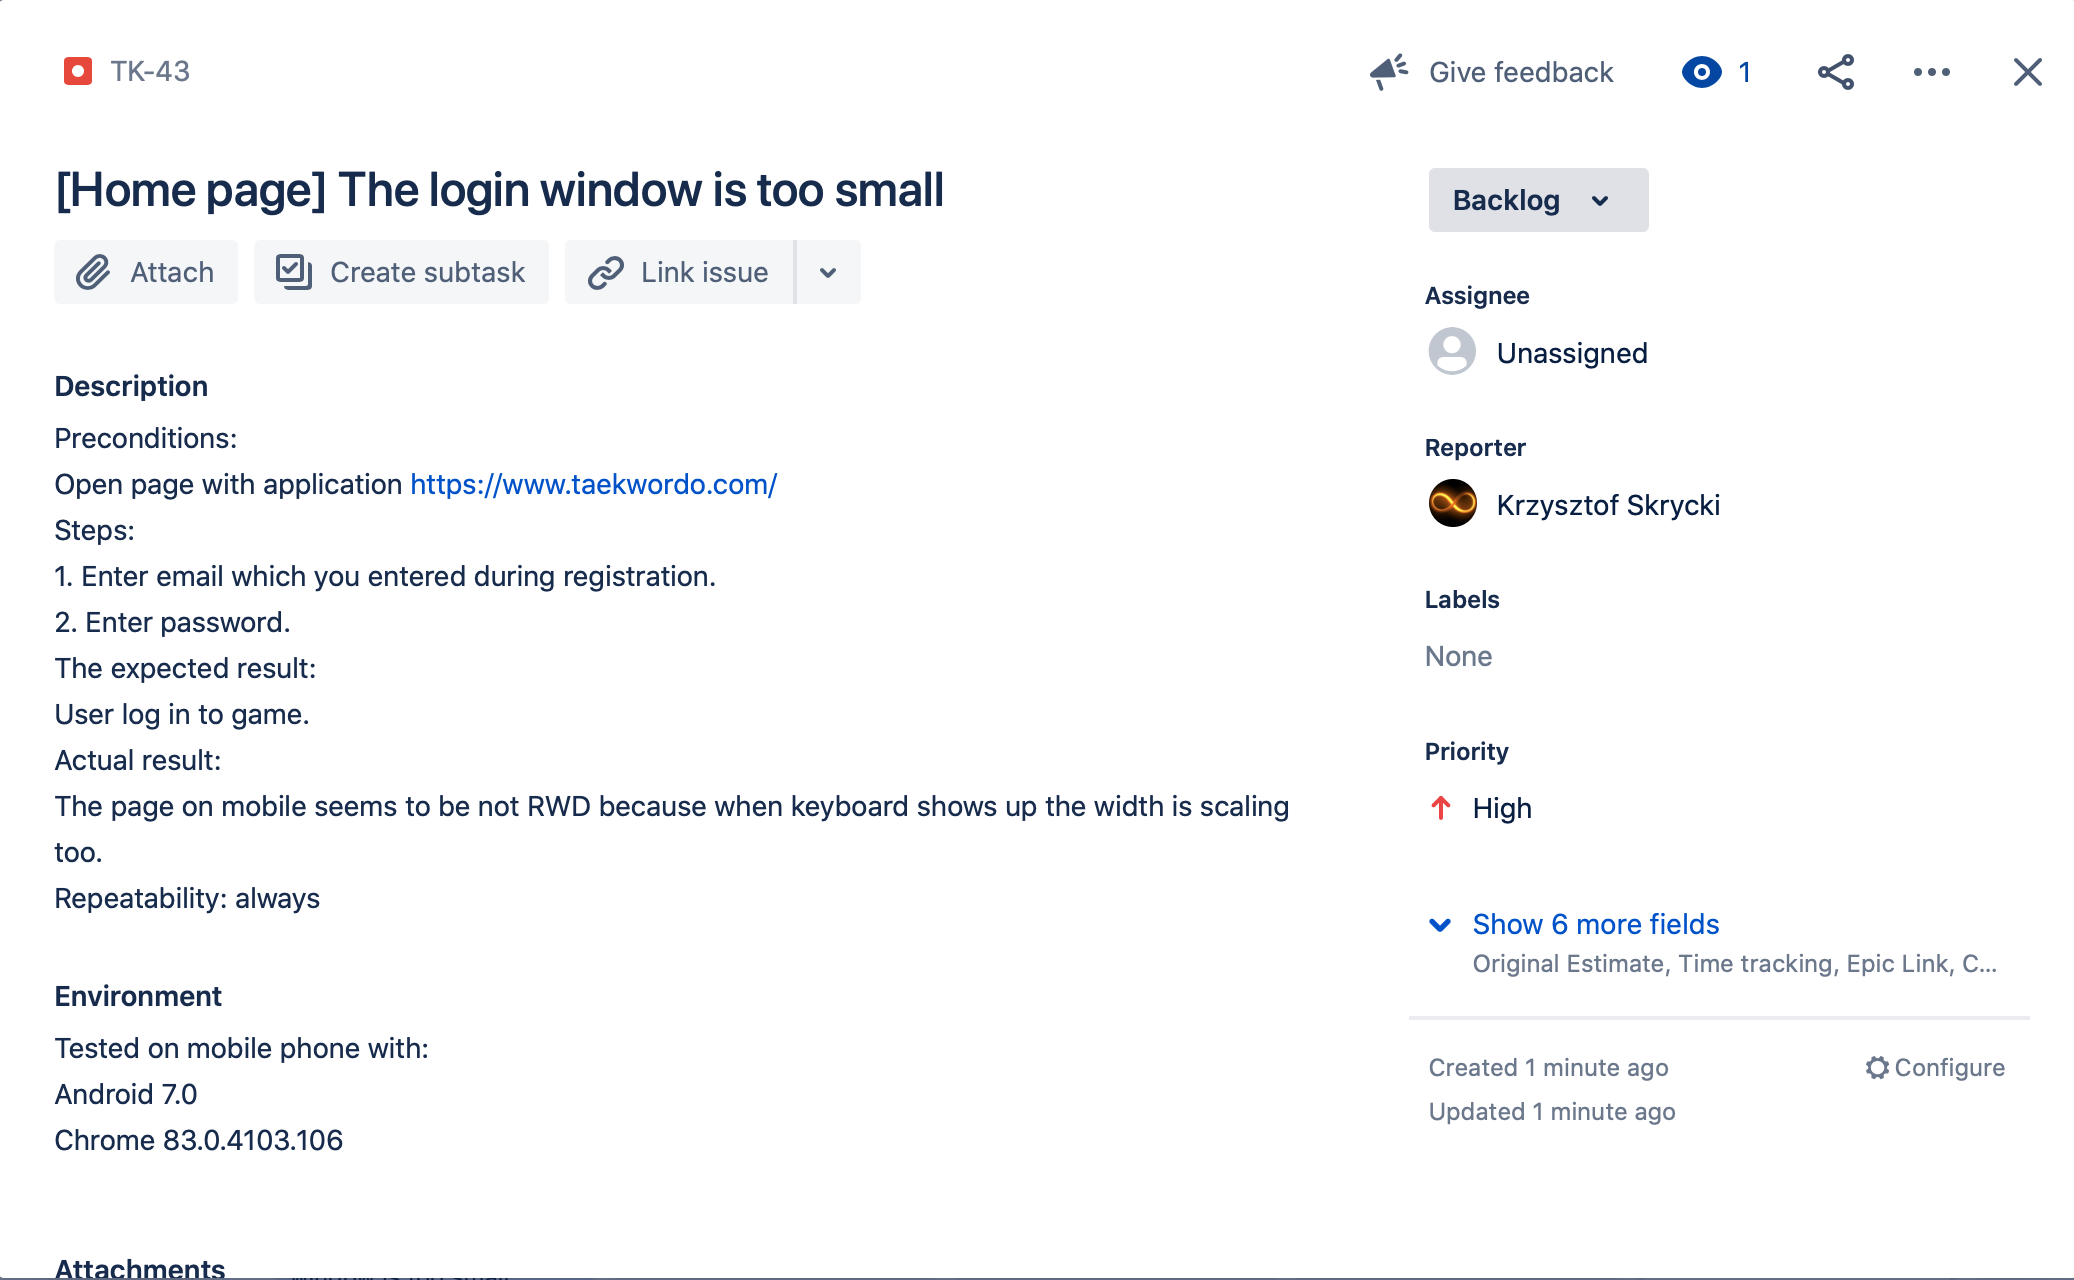 TK-43
Give feedback
1
[Home page] The login window is too small
Attach
Create subtask
Link issue
Description
Preconditions:
Open page with application https://www.taekwordo.com/
Steps:
1. Enter email which you entered during registration.
2. Enter password.
The expected result:
User log in to game.
Actual result:
The page on mobile seems to be not RWD because when keyboard shows up the width is scaling
too.
Repeatability: always
Environment
Tested on mobile phone with:
Android 7.0
Chrome 83.0.4103.106
Attachments
Backlog
Assignee
Unassigned
Reporter
Krzysztof Skrycki
Labels
None
Priority
High
Show 6 more fields
Original Estimate, Time tracking, Epic Link, C...
Created 1 minute ago
Configure
Updated 1 minute ago